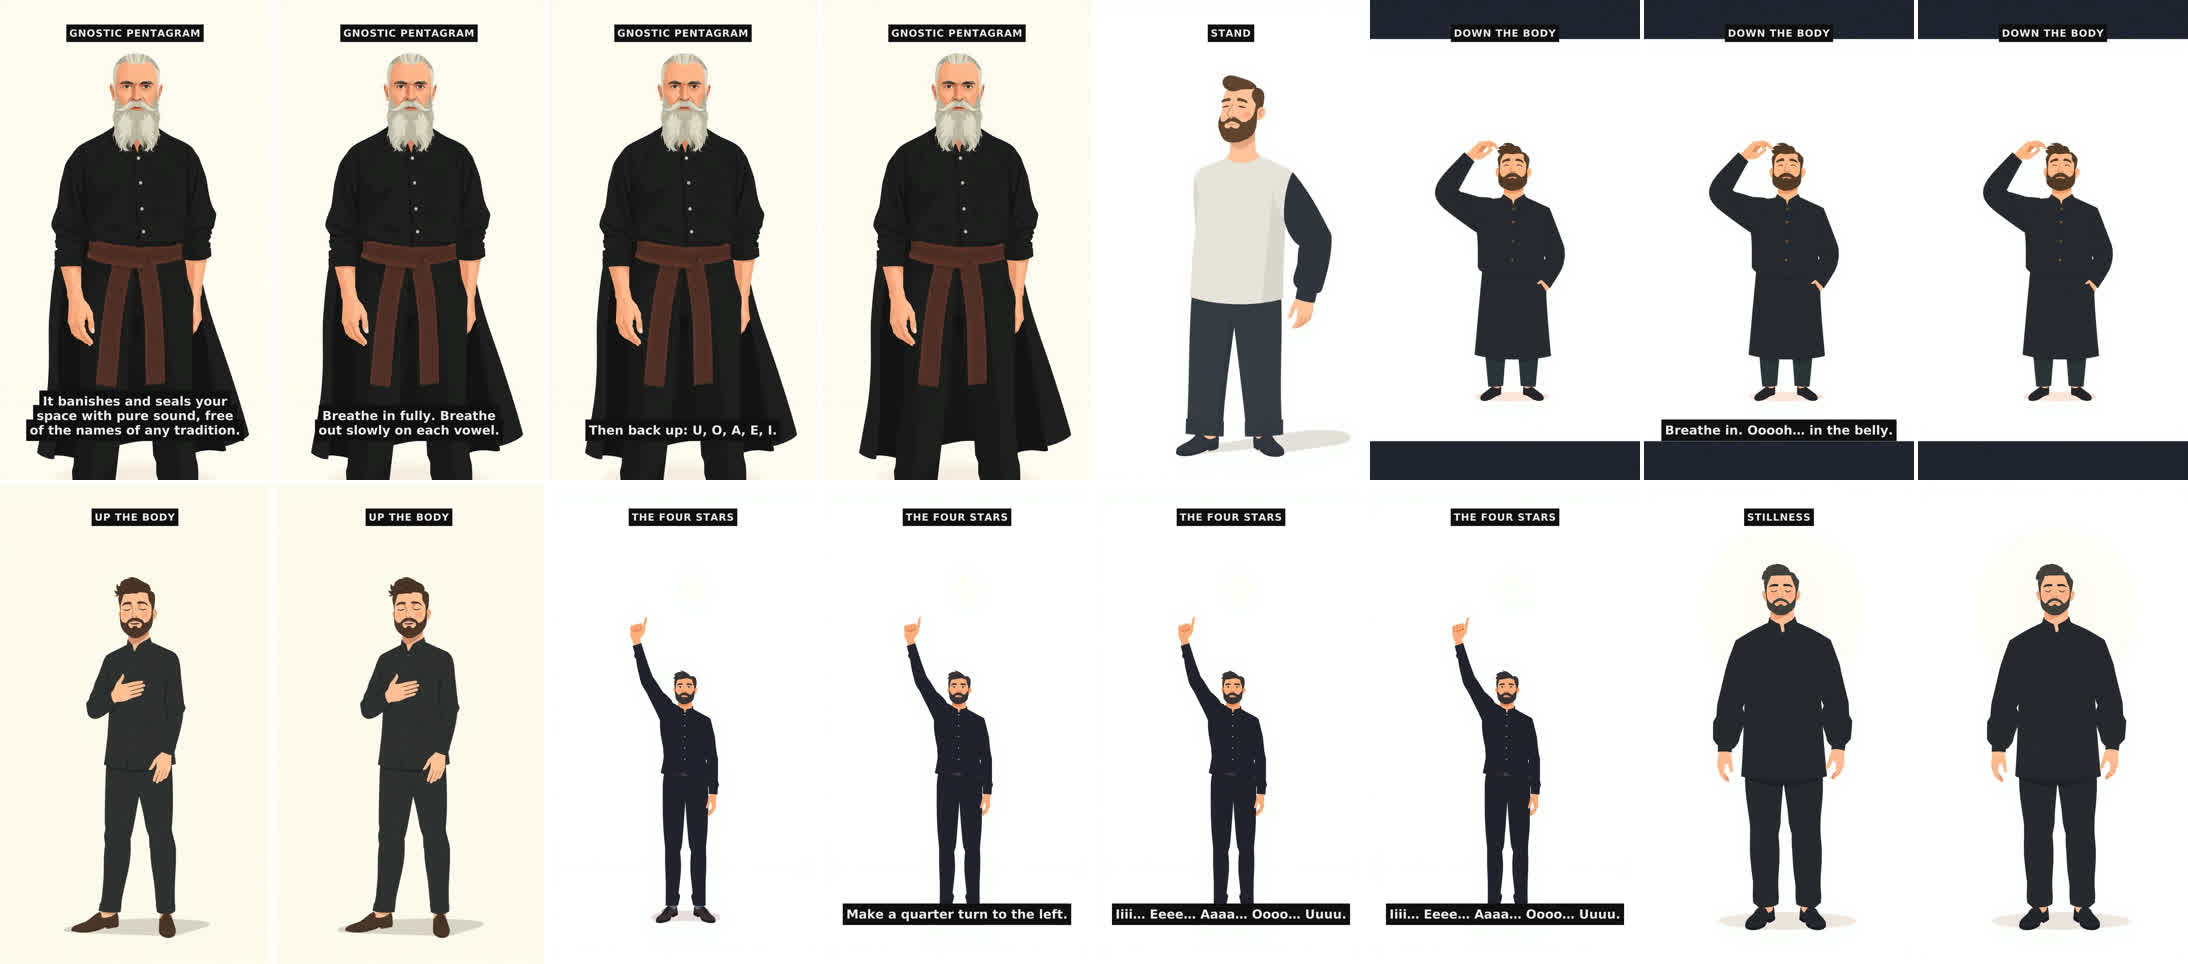 GNOSTIC PENTAGRAM
It banishes and seals your
space with pure sound, free
of the names of any tradition.
GNOSTIC PENTAGRAM
Breathe in fully. Breathe
out slowly on each vowel.
GNOSTIC PENTAGRAM
Then back up: U, O, A, E, I.
GNOSTIC PENTAGRAM
STAND
DOWN THE BODY
DOWN THE BODY
Breathe in. Ooooh... in the belly.
DOWN THE BODY
UP THE BODY
UP THE BODY
THE FOUR STARS
THE FOUR STARS
Make a quarter turn to the left.
THE FOUR STARS
Iiii... Eeee... Aaaa... Oooo... Uuuu.
THE FOUR STARS
Iiii... Eeee... Aaaa... Oooo... Uuuu.
STILLNESS